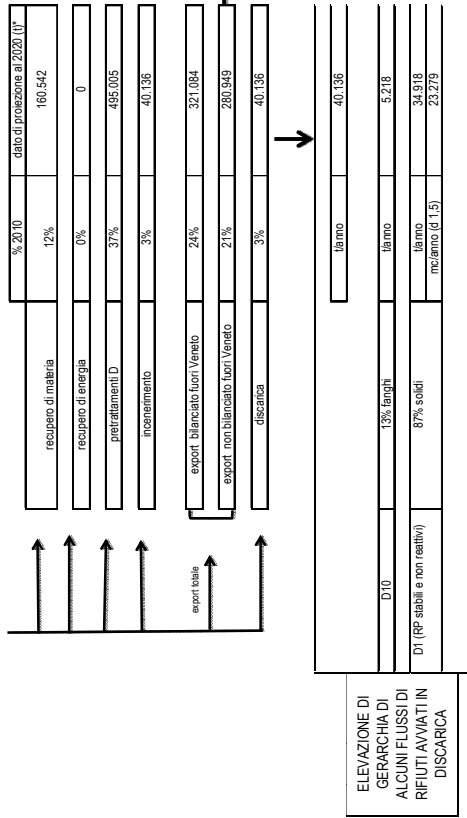 % 2010 dato di proiezione al 2020 (t)*
recupero di materia 12% 160.542
recupero di energia 0% 0
pretrattamenti D 37% 495.005
incenerimento 3% 40.136
export totale
export bilanciato fuori Veneto 24% 321.084
export non bilanciato fuori Veneto 21% 280.949
discarica 3% 40.136
t/anno 40.136
D10 13% fanghi t/anno 5.218
D1 (RP stabili e non reattivi) 87% solidi t/anno 34.918
mc/anno (d 1,5) 23.279
ELEVAZIONE DI
GERARCHIA DI
ALCUNI FLUSSI DI
RIFIUTI AVVIATI IN
DISCARICA